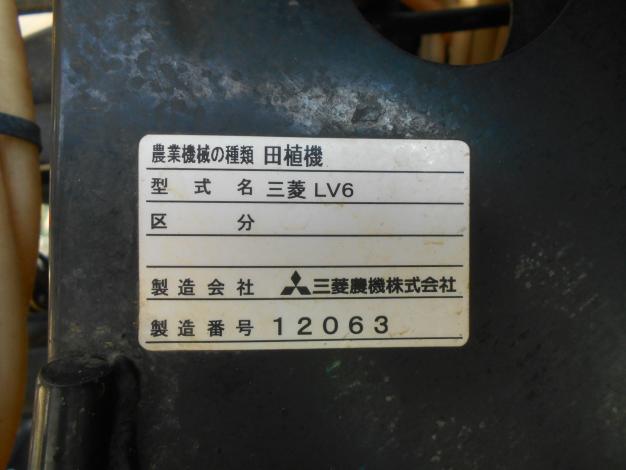 農業機械の種類 田植機
型式名 三菱 LV6
区分
製造会社 三菱農機株式会社
製造番号 12063